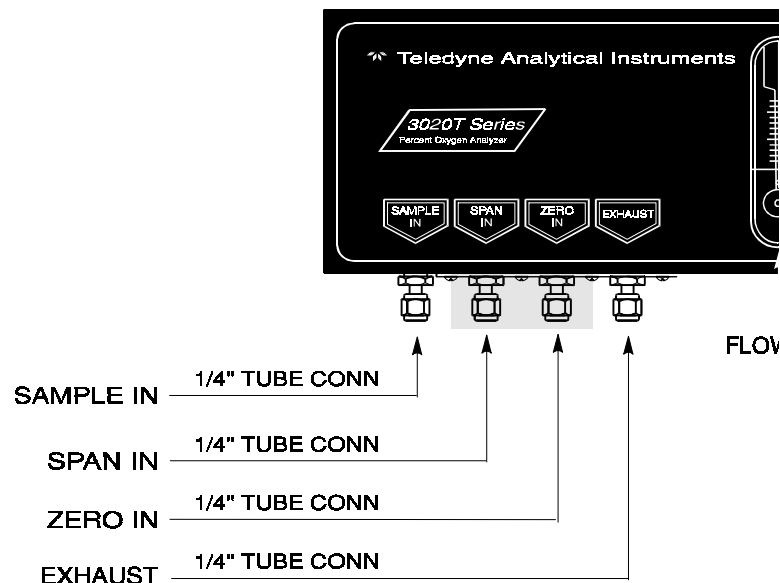 Teledyne Analytical Instruments
3020T Series
Percent Oxygen Analyzer
SAMPLE
IN
SPAN
IN
ZERO
IN
EXHAUST
FLOW
SAMPLE IN 1/4" TUBE CONN
SPAN IN 1/4" TUBE CONN
ZERO IN 1/4" TUBE CONN
EXHAUST 1/4" TUBE CONN